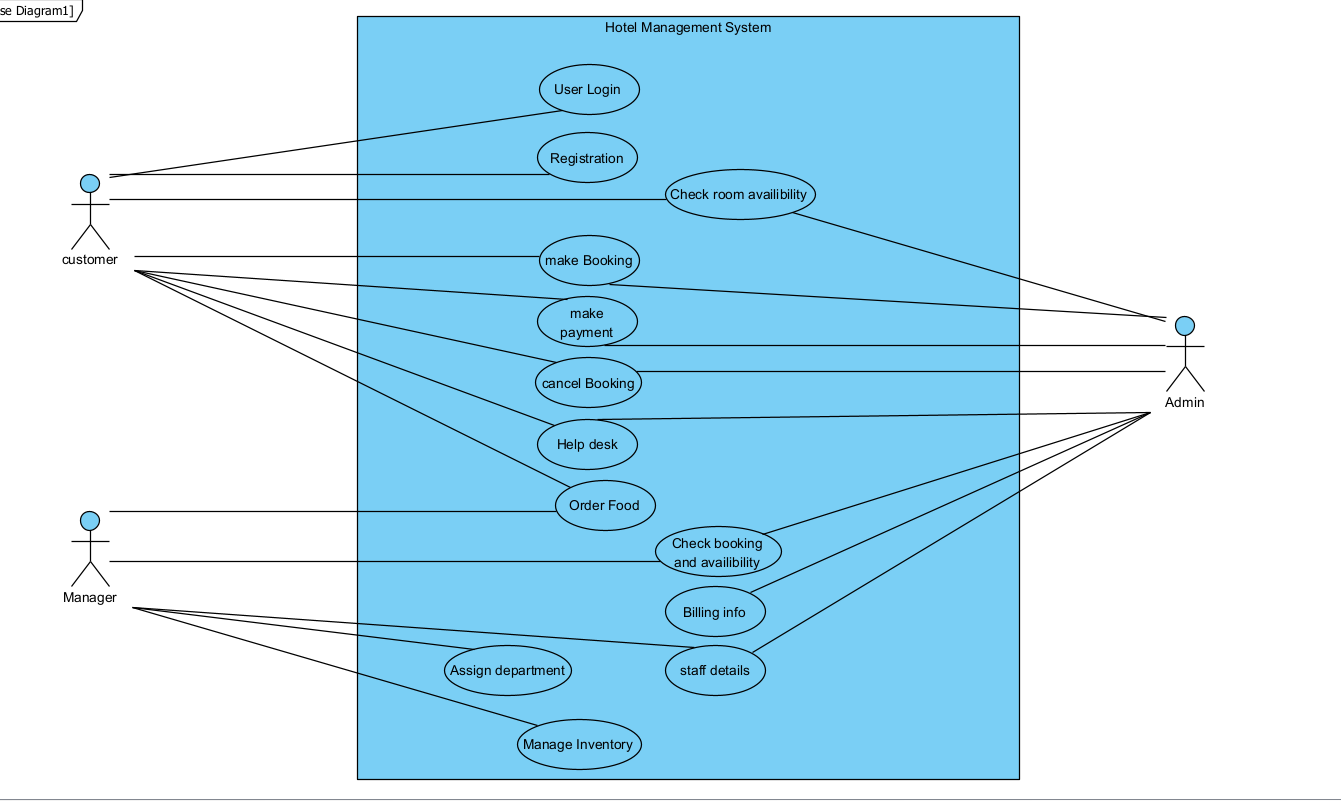 se Diagram1]
Hotel Management System
User Login
Registration
Check room availibility
customer
make Booking
make
payment
cancel Booking
Admin
Help desk
Order Food
Check booking
and availibility
Manager
Billing info
Assign department
staff details
Manage Inventory